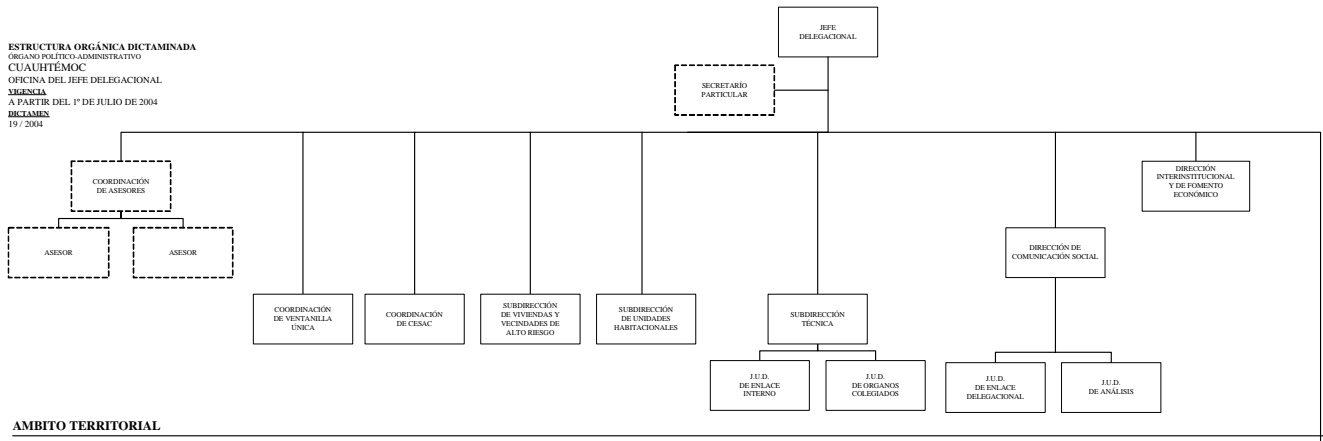 JEFE
DELEGACIONAL
ESTRUCTURA ORGÁNICA DICTAMINADA
ÓRGANO POLÍTICO-ADMINISTRATIVO
CUAUHTÉMOC
OFICINA DEL JEFE DELEGACIONAL
VIGENCIA
A PARTIR DEL 1º DE JULIO DE 2004
DICTAMEN
19 / 2004
SECRETARÍO
PARTICULAR
COORDINACIÓN
DE ASESORES
DIRECCIÓN
INTERINSTITUCIONAL
Y DE FOMENTO
ECONÓMICO
ASESOR
ASESOR
DIRECCIÓN DE
COMUNICACIÓN SOCIAL
COORDINACIÓN
DE VENTANILLA
ÚNICA
COORDINACIÓN
DE CESAC
SUBDIRECCIÓN
DE VIVIENDAS Y
VECINDADES DE
ALTO RIESGO
SUBDIRECCIÓN
DE UNIDADES
HABITACIONALES
SUBDIRECCIÓN
TÉCNICA
J.U.D.
DE ENLACE
INTERNO
J.U.D.
DE ORGANOS
COLEGIADOS
J.U.D.
DE ENLACE
DELEGACIONAL
J.U.D.
DE ANÁLISIS
AMBITO TERRITORIAL